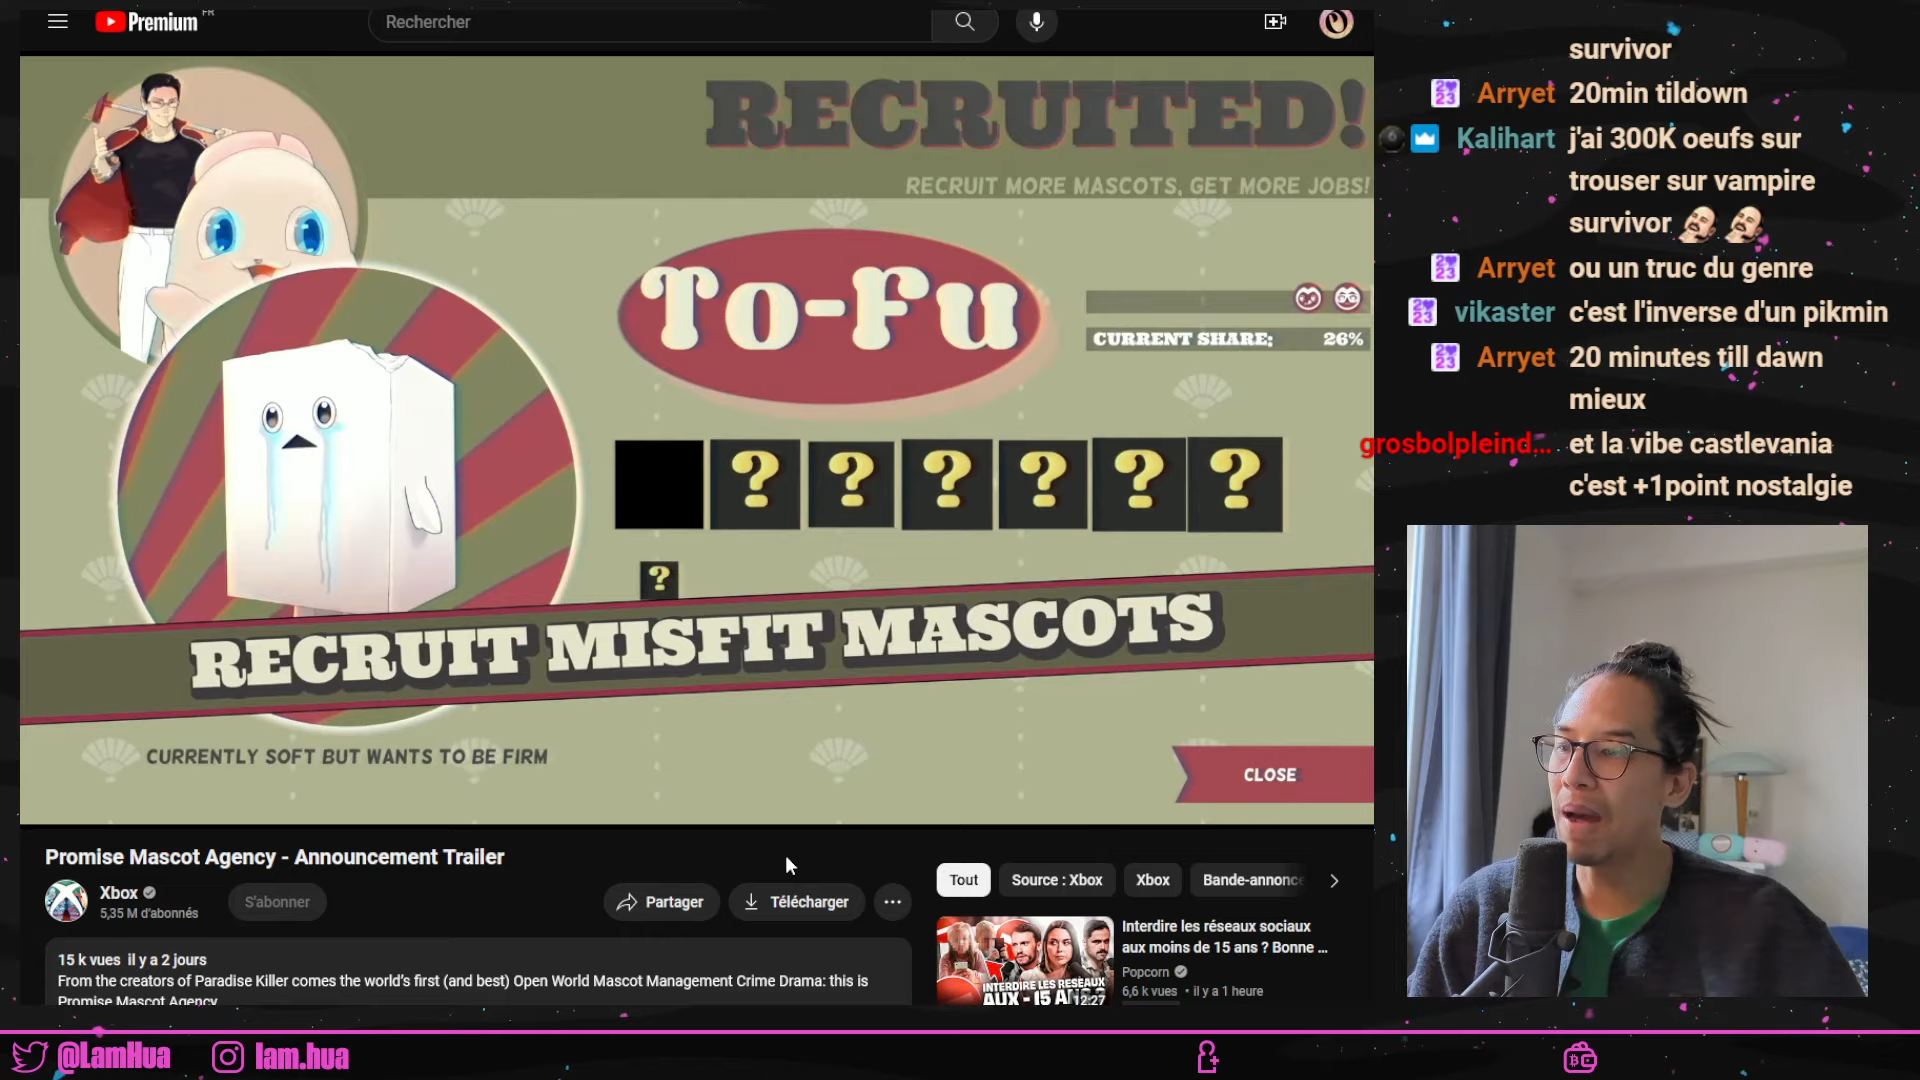 Premium FR
Rechercher
RECRUITED!
RECRUIT MORE MASCOTS, GET MORE JOBS!
To-Fu
CURRENT SHARE: 26%
? ? ? ? ? ?
?
RECRUIT MISFIT MASCOTS
CURRENTLY SOFT BUT WANTS TO BE FIRM
CLOSE
Promise Mascot Agency - Announcement Trailer
Xbox
5,35 M d'abonnés
S'abonner
Partager
Télécharger
15 k vues il y a 2 jours
From the creators of Paradise Killer comes the world's first (and best) Open World Mascot Management Crime Drama: this is
Promise Mascot Agency
Tout
Source : Xbox
Xbox
Bande-annonce
INTERDIRE LES RÉSEAUX
AUX - 15 ANS ?
12:27
Interdire les réseaux sociaux
aux moins de 15 ans ? Bonne ...
Popcorn
6,6 k vues • il y a 1 heure
survivor
Arryet 20min tildown
Kalihart j'ai 300K oeufs sur
trouser sur vampire
survivor
Arryet ou un truc du genre
vikaster c'est l'inverse d'un pikmin
Arryet 20 minutes till dawn
mieux
grosbolpleind... et la vibe castlevania
c'est +1point nostalgie
@LamHua
lam.hua